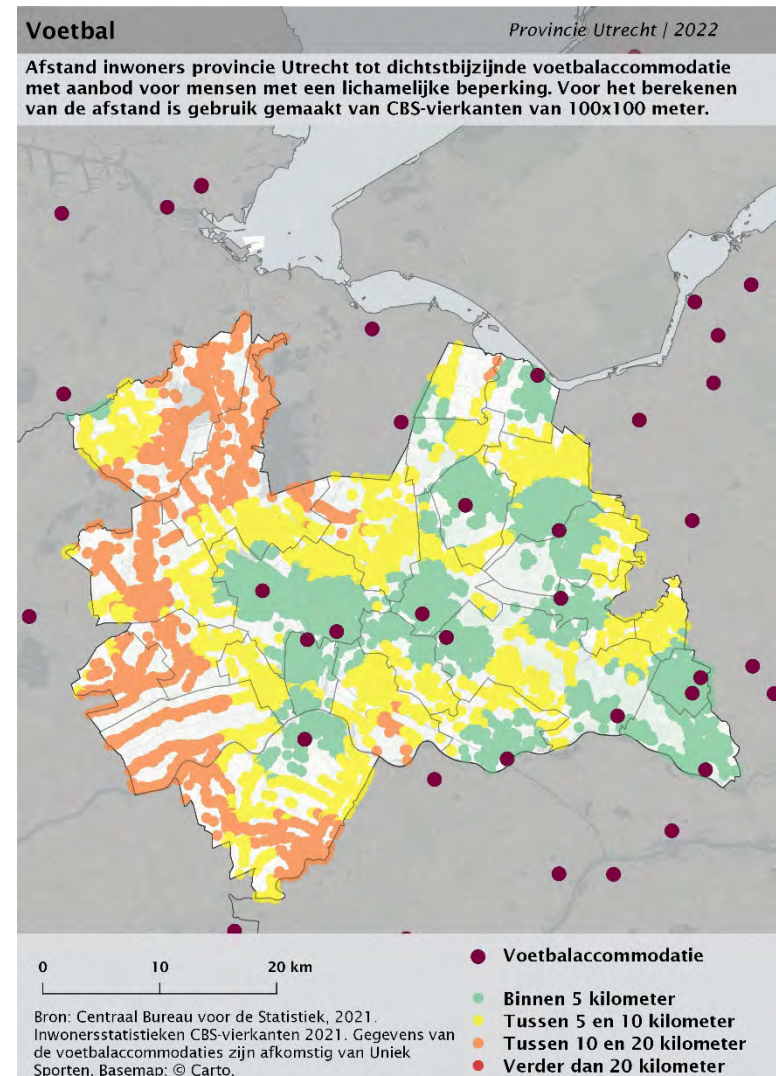 Voetbal
Provincie Utrecht | 2022
Afstand inwoners provincie Utrecht tot dichtstbijzijnde voetbalaccommodatie
met aanbod voor mensen met een lichamelijke beperking. Voor het berekenen
van de afstand is gebruik gemaakt van CBS-vierkanten van 100x100 meter.
0 10 20 km
Bron: Centraal Bureau voor de Statistiek, 2021.
Inwonersstatistieken CBS-vierkanten 2021. Gegevens van
de voetbalaccommodaties zijn afkomstig van Uniek
Sporten. Basemap: © Carto.
Voetbalaccommodatie
Binnen 5 kilometer
Tussen 5 en 10 kilometer
Tussen 10 en 20 kilometer
Verder dan 20 kilometer